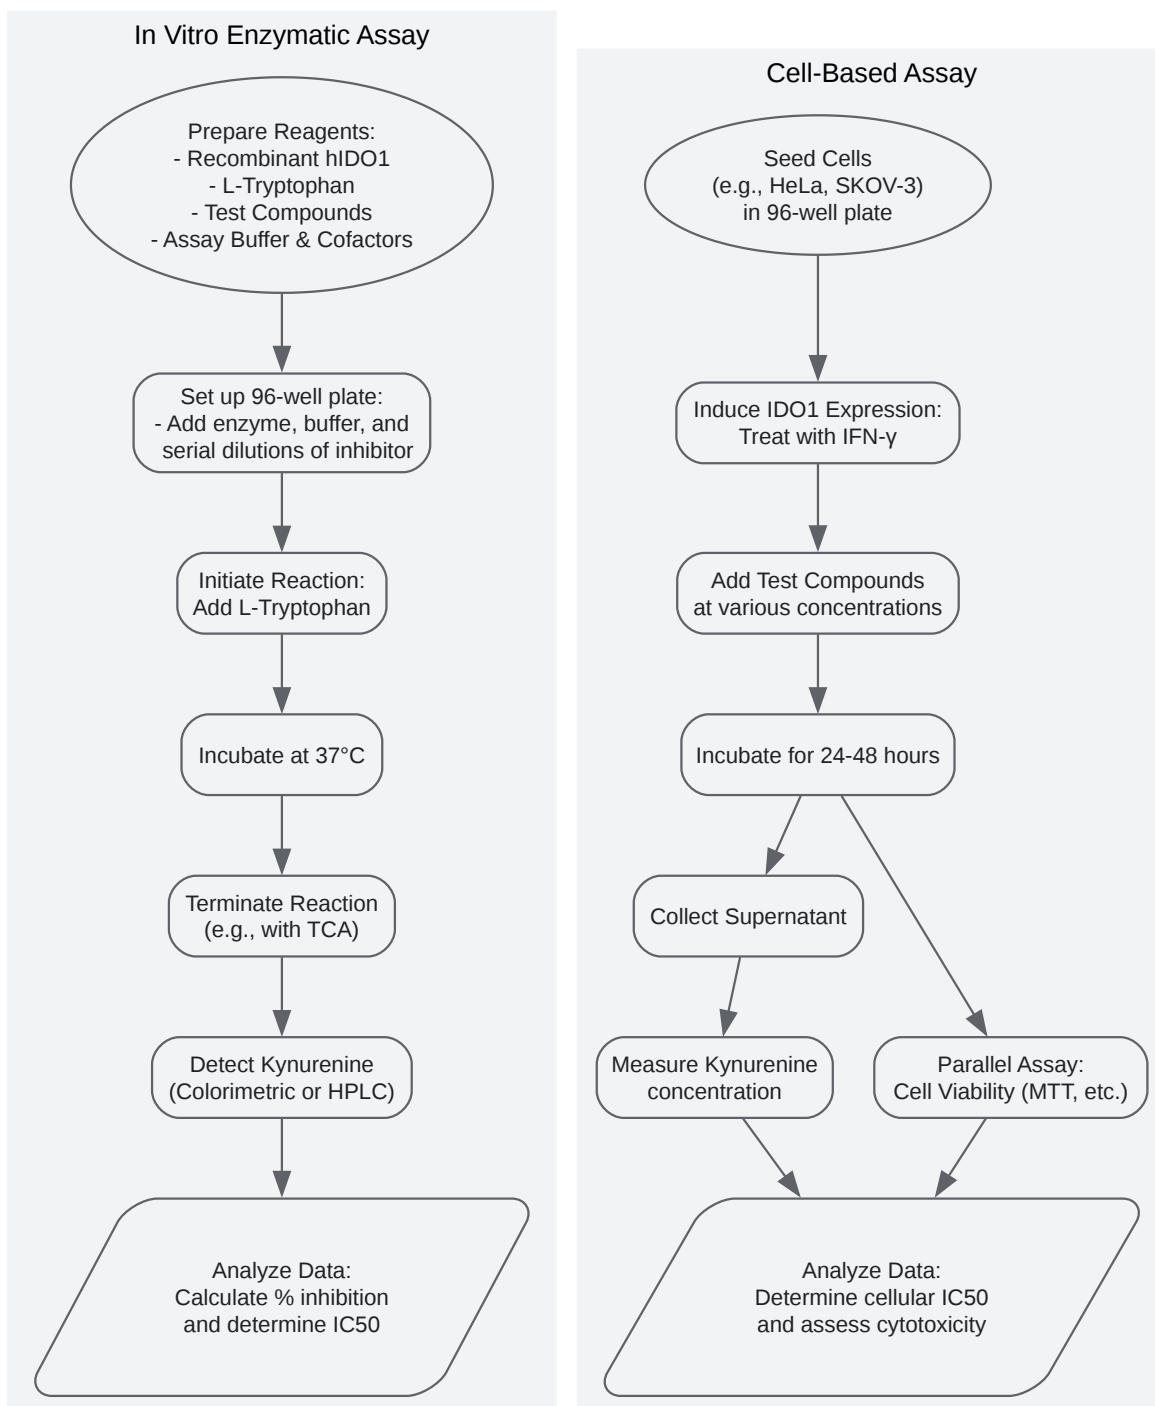 In Vitro Enzymatic Assay
Prepare Reagents:
- Recombinant hIDO1
- L-Tryptophan
- Test Compounds
- Assay Buffer & Cofactors
Set up 96-well plate:
- Add enzyme, buffer, and
serial dilutions of inhibitor
Initiate Reaction:
Add L-Tryptophan
Incubate at 37°C
Terminate Reaction
(e.g., with TCA)
Detect Kynurenine
(Colorimetric or HPLC)
Analyze Data:
Calculate % inhibition
and determine IC50
Cell-Based Assay
Seed Cells
(e.g., HeLa, SKOV-3)
in 96-well plate
Induce IDO1 Expression:
Treat with IFN-γ
Add Test Compounds
at various concentrations
Incubate for 24-48 hours
Collect Supernatant
Measure Kynurenine
concentration
Parallel Assay:
Cell Viability (MTT, etc.)
Analyze Data:
Determine cellular IC50
and assess cytotoxicity